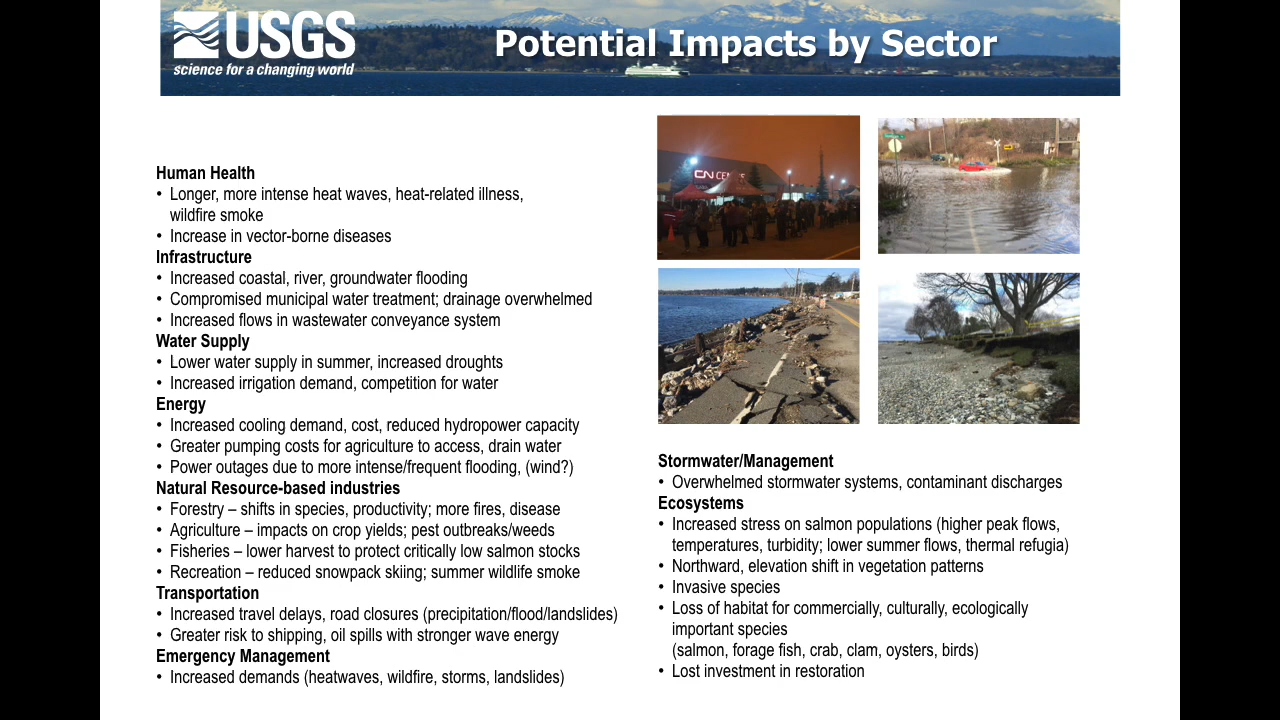 USGS
science for a changing world
Potential Impacts by Sector
Human Health
• Longer, more intense heat waves, heat-related illness,
wildfire smoke
• Increase in vector-borne diseases
Infrastructure
• Increased coastal, river, groundwater flooding
• Compromised municipal water treatment; drainage overwhelmed
• Increased flows in wastewater conveyance system
Water Supply
• Lower water supply in summer, increased droughts
• Increased irrigation demand, competition for water
Energy
• Increased cooling demand, cost, reduced hydropower capacity
• Greater pumping costs for agriculture to access, drain water
• Power outages due to more intense/frequent flooding, (wind?)
Natural Resource-based industries
• Forestry – shifts in species, productivity; more fires, disease
• Agriculture – impacts on crop yields; pest outbreaks/weeds
• Fisheries – lower harvest to protect critically low salmon stocks
• Recreation – reduced snowpack skiing; summer wildlife smoke
Transportation
• Increased travel delays, road closures (precipitation/flood/landslides)
• Greater risk to shipping, oil spills with stronger wave energy
Emergency Management
• Increased demands (heatwaves, wildfire, storms, landslides)
CN
Stormwater/Management
• Overwhelmed stormwater systems, contaminant discharges
Ecosystems
• Increased stress on salmon populations (higher peak flows,
temperatures, turbidity; lower summer flows, thermal refugia)
• Northward, elevation shift in vegetation patterns
• Invasive species
• Loss of habitat for commercially, culturally, ecologically
important species
(salmon, forage fish, crab, clam, oysters, birds)
• Lost investment in restoration